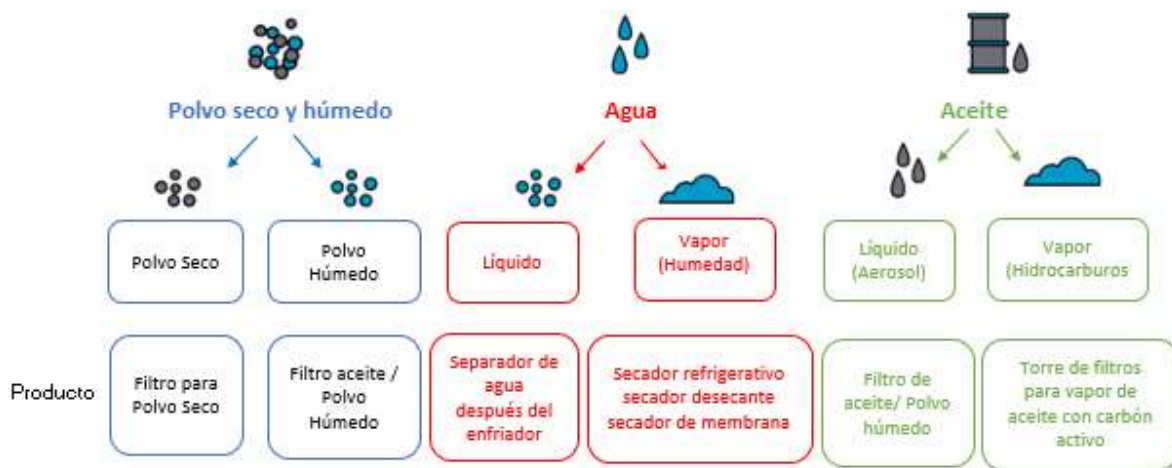 Polvo seco y húmedo
Agua
Aceite
Polvo Seco
Polvo
Húmedo
Líquido
Vapor
(Humedad)
Líquido
(Aerosol)
Vapor
(Hidrocarburos
Producto
Filtro para
Polvo Seco
Filtro aceite /
Polvo
Húmedo
Separador de
agua
después del
enfriador
Secador refrigerativo
secador desecante
secador de membrana
Filtro de
aceite/ Polvo
húmedo
Torre de filtros
para vapor de
aceite con carbón
activo